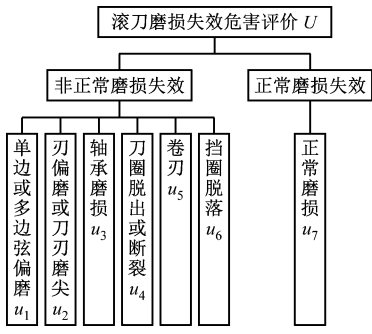 滚刀磨损失效危害评价 U
非正常磨损失效
正常磨损失效
单边或多边弦偏磨 u1
刃偏磨或刀刃磨尖 u2
轴承磨损 u3
刀圈脱出或断裂 u4
卷刃 u5
挡圈脱落 u6
正常磨损 u7